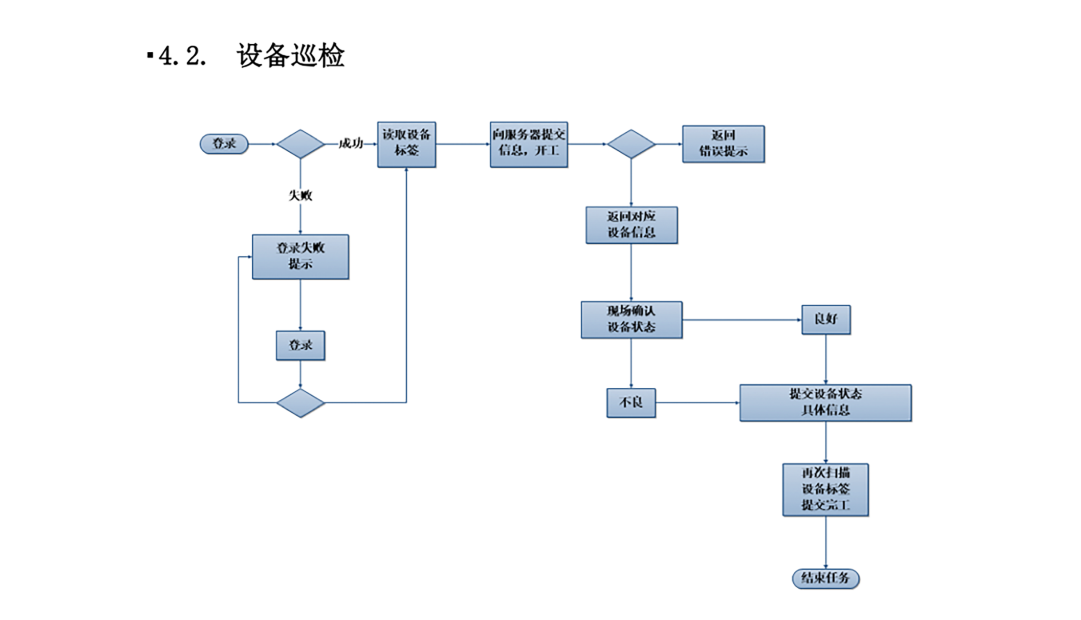 ▪4.2. 设备巡检
登录
成功
读取设备
标签
向服务器提交
信息，开工
返回
错误提示
失败
返回对应
设备信息
登录失败
提示
现场确认
设备状态
良好
登录
不良
提交设备状态
具体信息
再次扫描
设备标签
提交完工
结束任务